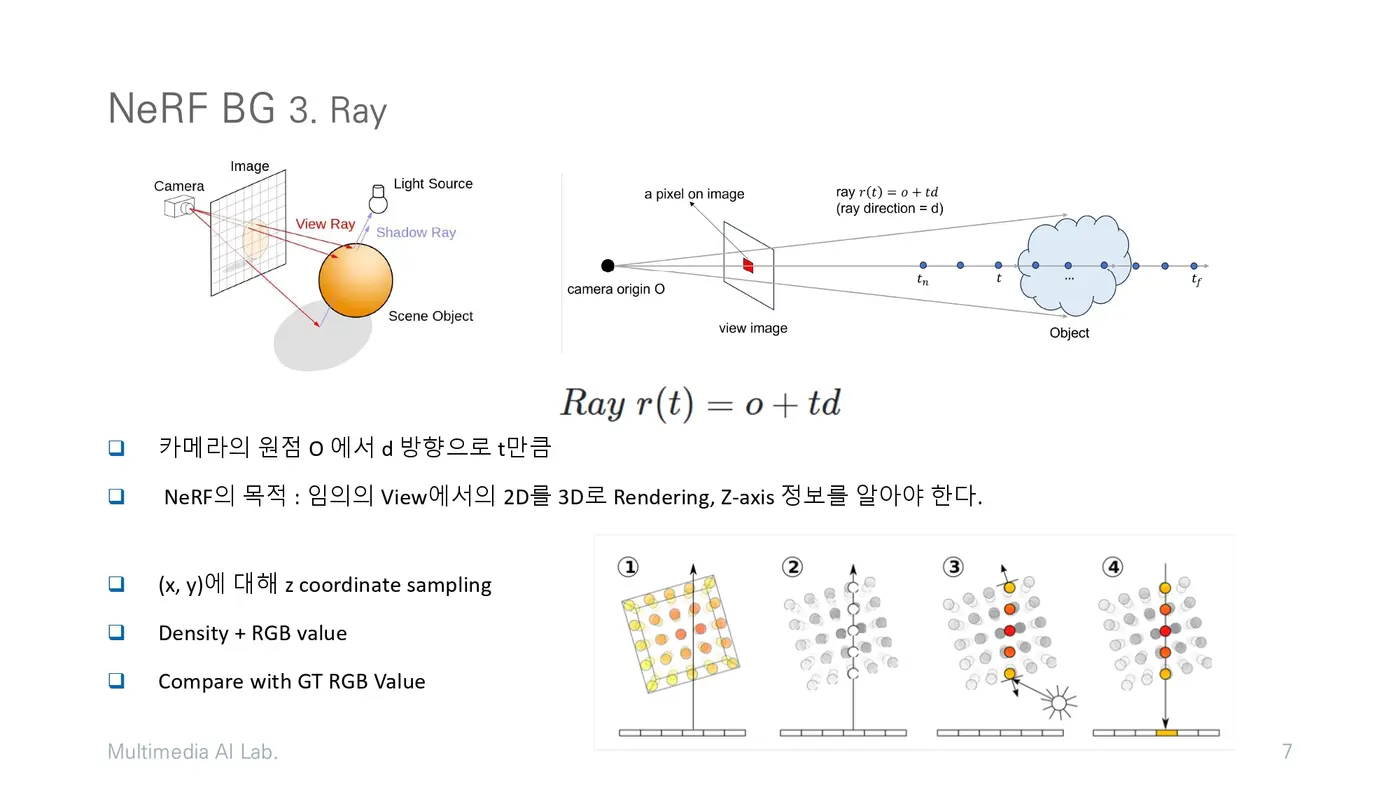 NeRF BG 3. Ray
Image
Camera
Light Source
View Ray
Shadow Ray
Scene Object
a pixel on image
ray r(t) = o + td
(ray direction = d)
camera origin O
view image
tn
t
...
tf
Object
Ray r(t) = o + td
❑ 카메라의 원점 O 에서 d 방향으로 t만큼
❑ NeRF의 목적 : 임의의 View에서의 2D를 3D로 Rendering, Z-axis 정보를 알아야 한다.
❑ (x, y)에 대해 z coordinate sampling
❑ Density + RGB value
❑ Compare with GT RGB Value
① ② ③ ④
Multimedia AI Lab.
7